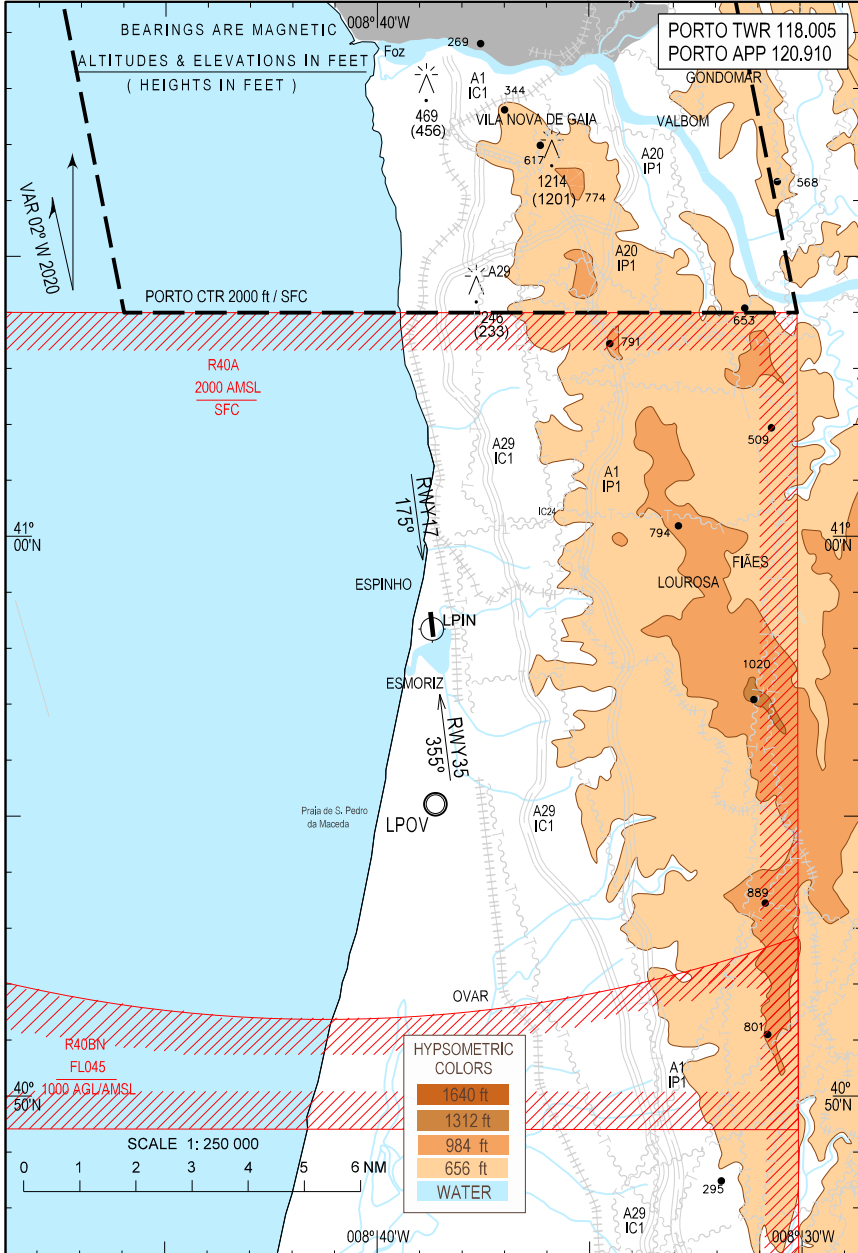 BEARINGS ARE MAGNETIC
ALTITUDES & ELEVATIONS IN FEET
( HEIGHTS IN FEET )
008º 40'W
PORTO TWR 118.005
PORTO APP 120.910
269
Foz
A1
IC1
GONDOMAR
344
469
(456)
VILA NOVA DE GAIA
VALBOM
617
A20
IP1
1214
(1201)
774
568
VAR 02º W 2020
A20
IP1
A29
PORTO CTR 2000 ft / SFC
246
(233)
653
791
R40A
2000 AMSL
SFC
509
A29
IC1
A1
IP1
RWY17
175º
IC24
794
41º
00'N
41º
00'N
FIÃES
ESPINHO
LOUROSA
LPIN
1020
ESMORIZ
RWY35
355º
Praia de S. Pedro
da Maceda
LPOV
A29
IC1
889
OVAR
801
R40BN
FL045
1000 AGL/AMSL
HYPSOMETRIC
COLORS
1640 ft
1312 ft
984 ft
656 ft
WATER
A1
IP1
40º
50'N
40º
50'N
SCALE 1: 250 000
0 1 2 3 4 5 6 NM
295
A29
IC1
008º 40'W
008º 30'W